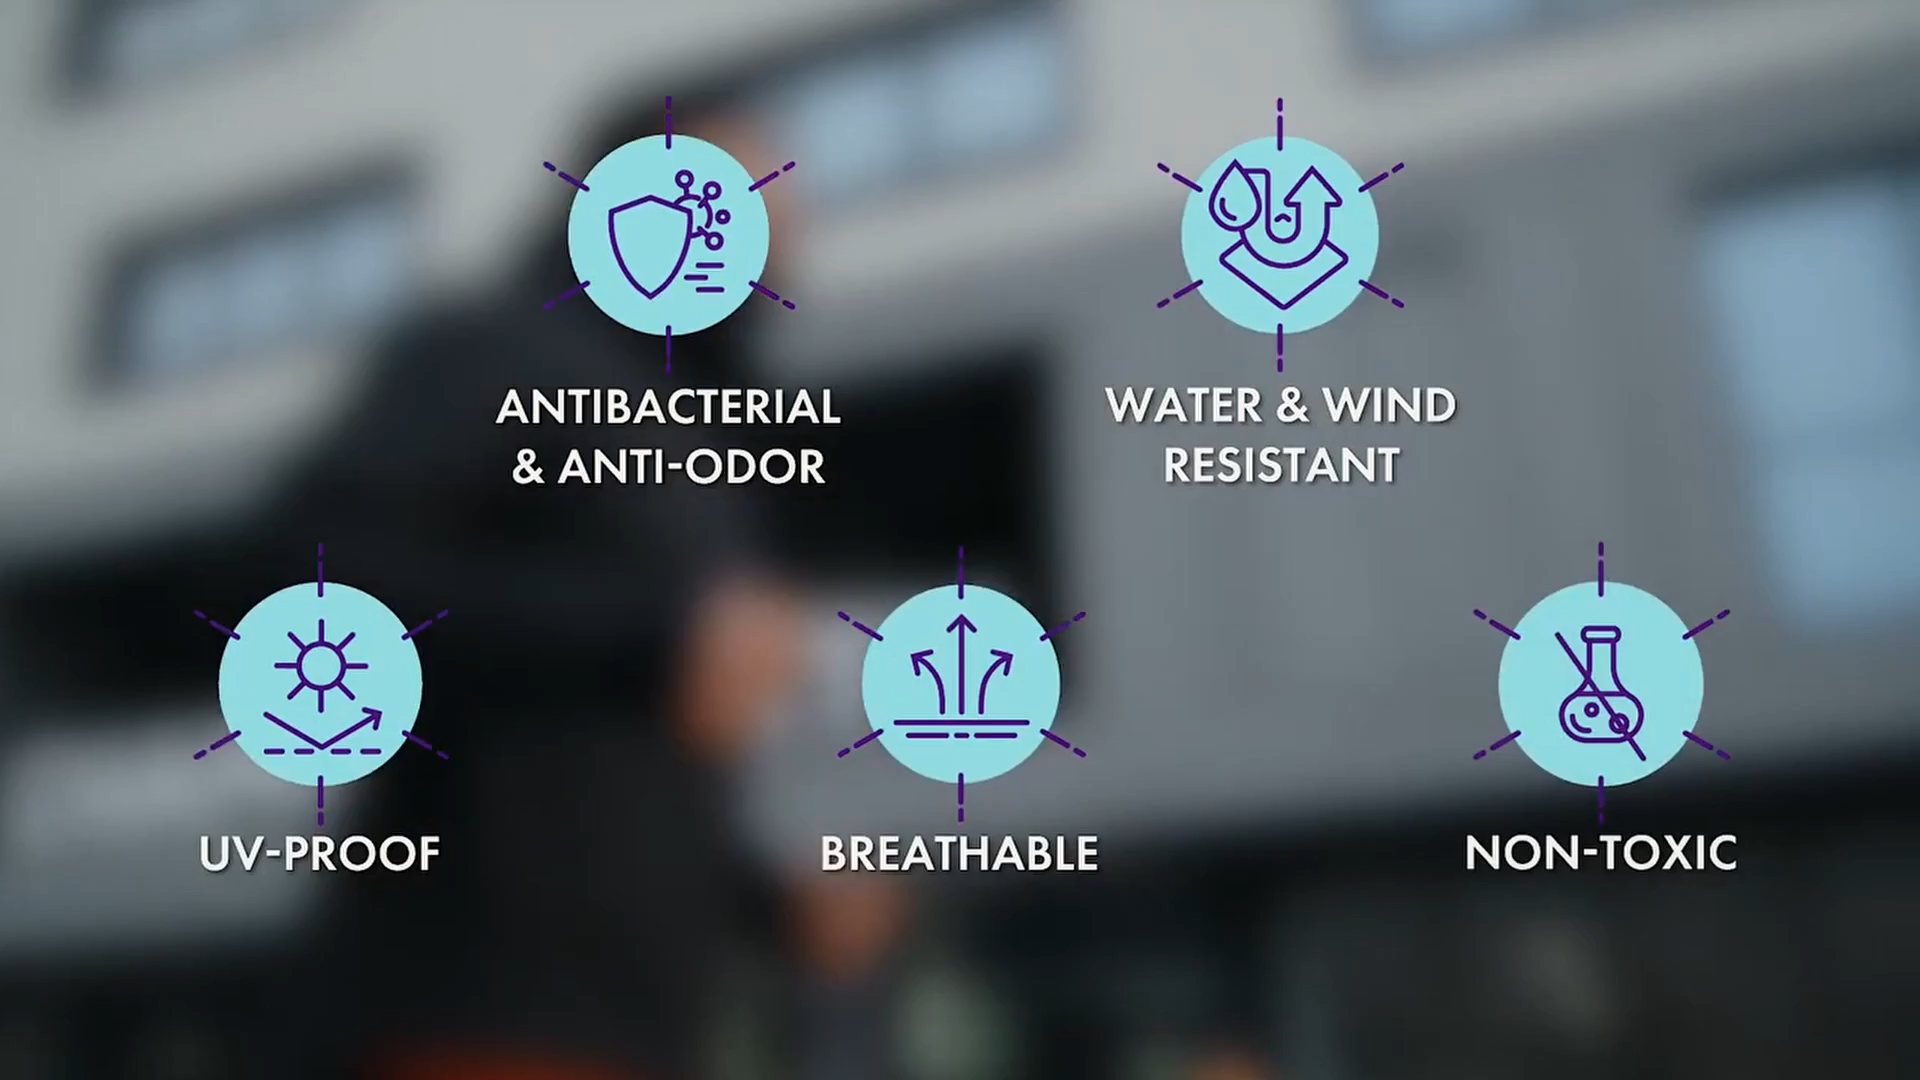 ANTIBACTERIAL
& ANTI-ODOR
WATER & WIND
RESISTANT
UV-PROOF
BREATHABLE
NON-TOXIC